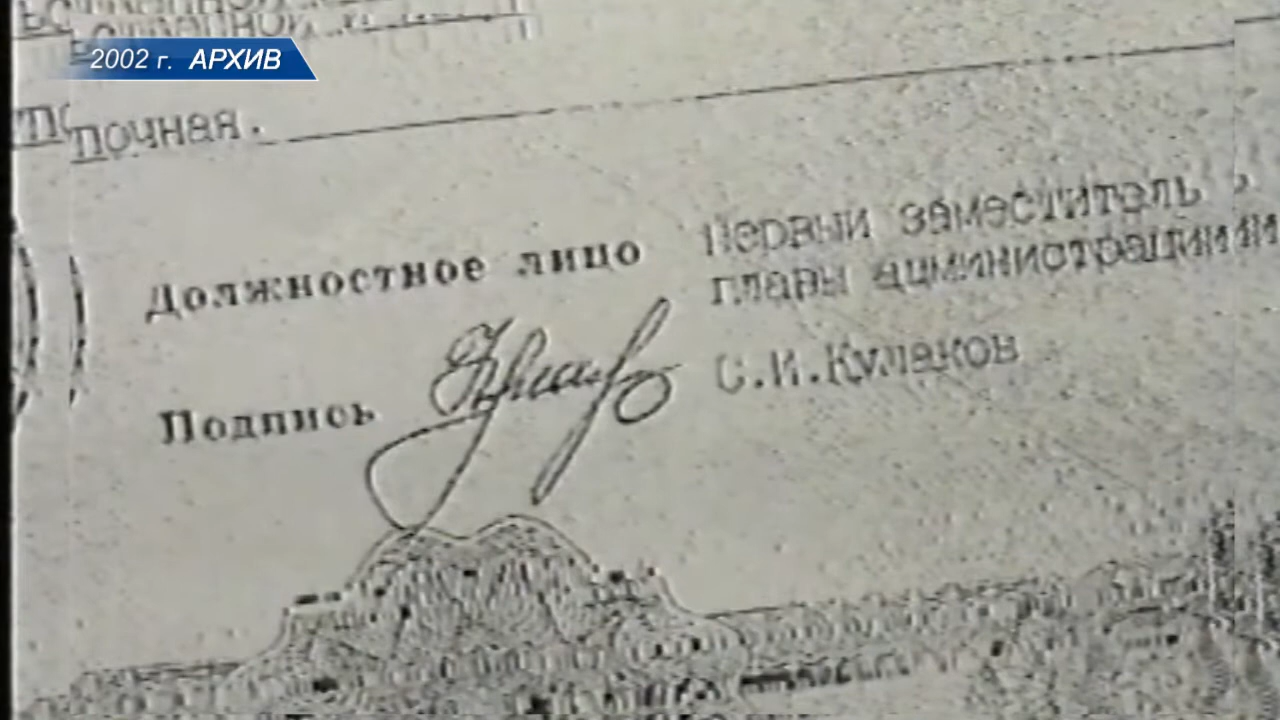 2002 г. АРХИВ
почная.
Должностное лицо Первый заместитель
главы администрации
Подпись С.И.Кулаков